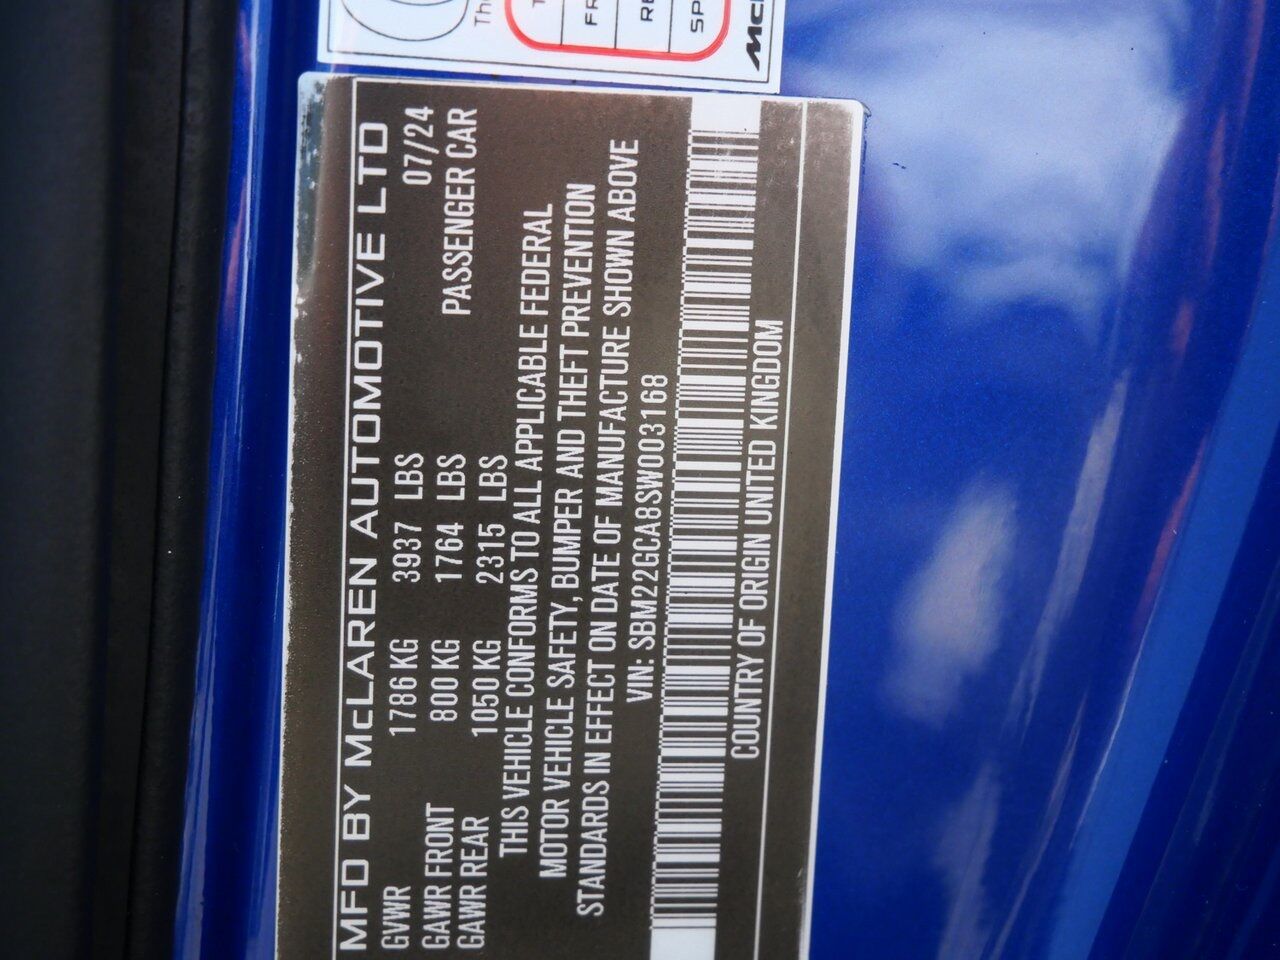 MFD BY McLAREN AUTOMOTIVE LTD
07/24
GVWR 1786 KG 3937 LBS
PASSENGER CAR
GAWR FRONT 800 KG 1764 LBS
GAWR REAR 1050 KG 2315 LBS
THIS VEHICLE CONFORMS TO ALL APPLICABLE FEDERAL
MOTOR VEHICLE SAFETY, BUMPER AND THEFT PREVENTION
STANDARDS IN EFFECT ON DATE OF MANUFACTURE SHOWN ABOVE
VIN: SBM22GCA8SW003168
COUNTRY OF ORIGIN UNITED KINGDOM